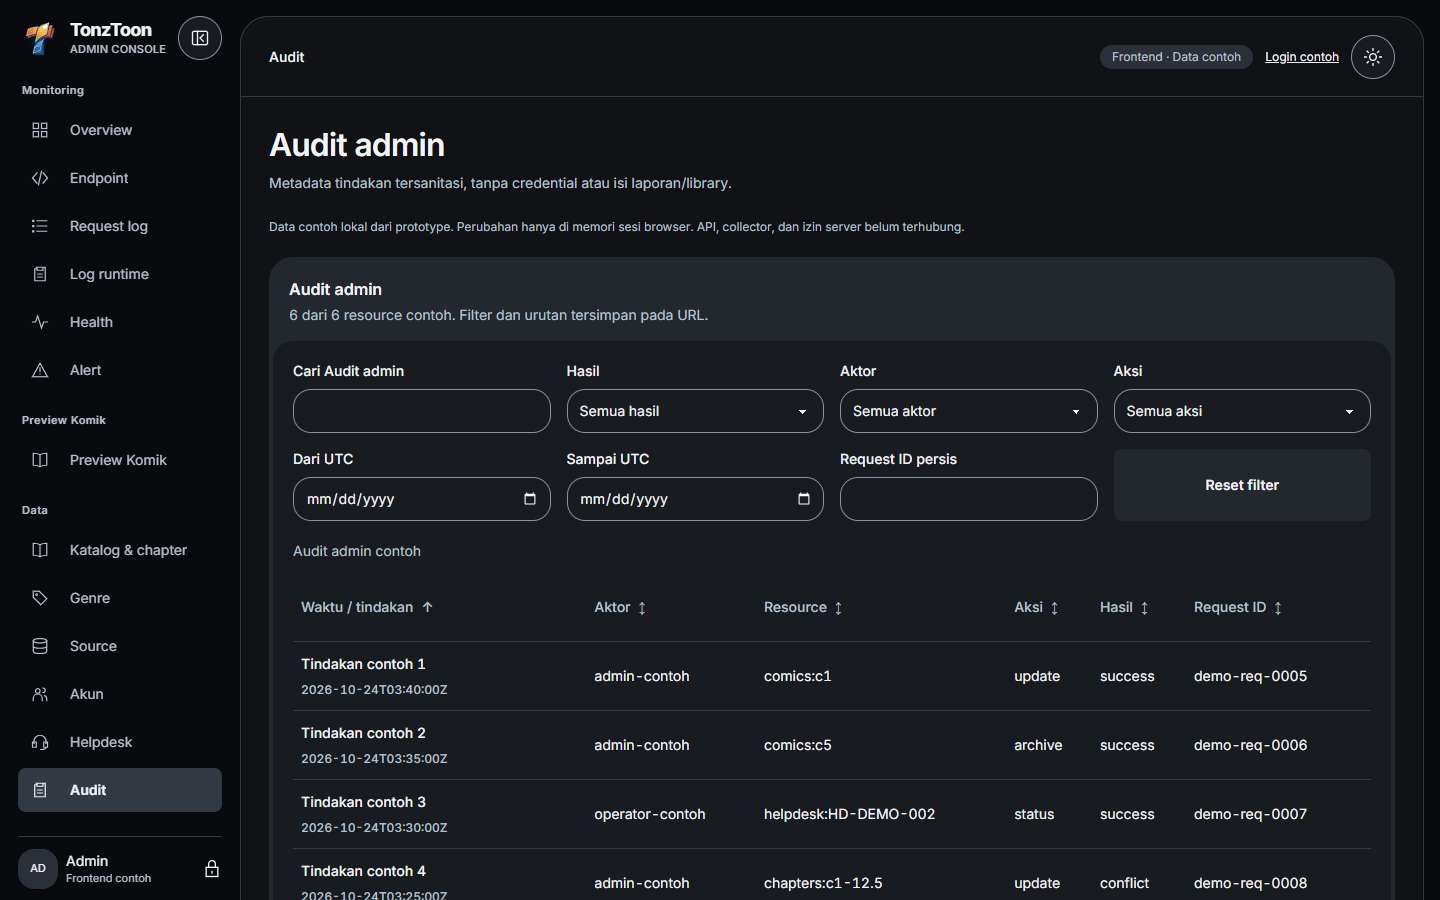 TonzToon
ADMIN CONSOLE
Monitoring
Overview
Endpoint
Request log
Log runtime
Health
Alert
Preview Komik
Preview Komik
Data
Katalog & chapter
Genre
Source
Akun
Helpdesk
Audit
AD
Admin
Frontend contoh
Audit
Frontend · Data contoh
Login contoh
Audit admin
Metadata tindakan tersanitasi, tanpa credential atau isi laporan/library.
Data contoh lokal dari prototype. Perubahan hanya di memori sesi browser. API, collector, dan izin server belum terhubung.
Audit admin
6 dari 6 resource contoh. Filter dan urutan tersimpan pada URL.
Cari Audit admin
Hasil
Semua hasil
Aktor
Semua aktor
Aksi
Semua aksi
Dari UTC
mm/dd/yyyy
Sampai UTC
mm/dd/yyyy
Request ID persis
Reset filter
Audit admin contoh
Waktu / tindakan ↑ Aktor ↕ Resource ↕ Aksi ↕ Hasil ↕ Request ID ↕
Tindakan contoh 1
2026-10-24T03:40:00Z
admin-contoh comics:c1 update success demo-req-0005
Tindakan contoh 2
2026-10-24T03:35:00Z
admin-contoh comics:c5 archive success demo-req-0006
Tindakan contoh 3
2026-10-24T03:30:00Z
operator-contoh helpdesk:HD-DEMO-002 status success demo-req-0007
Tindakan contoh 4
2026-10-24T03:25:00Z
admin-contoh chapters:c1-12.5 update conflict demo-req-0008